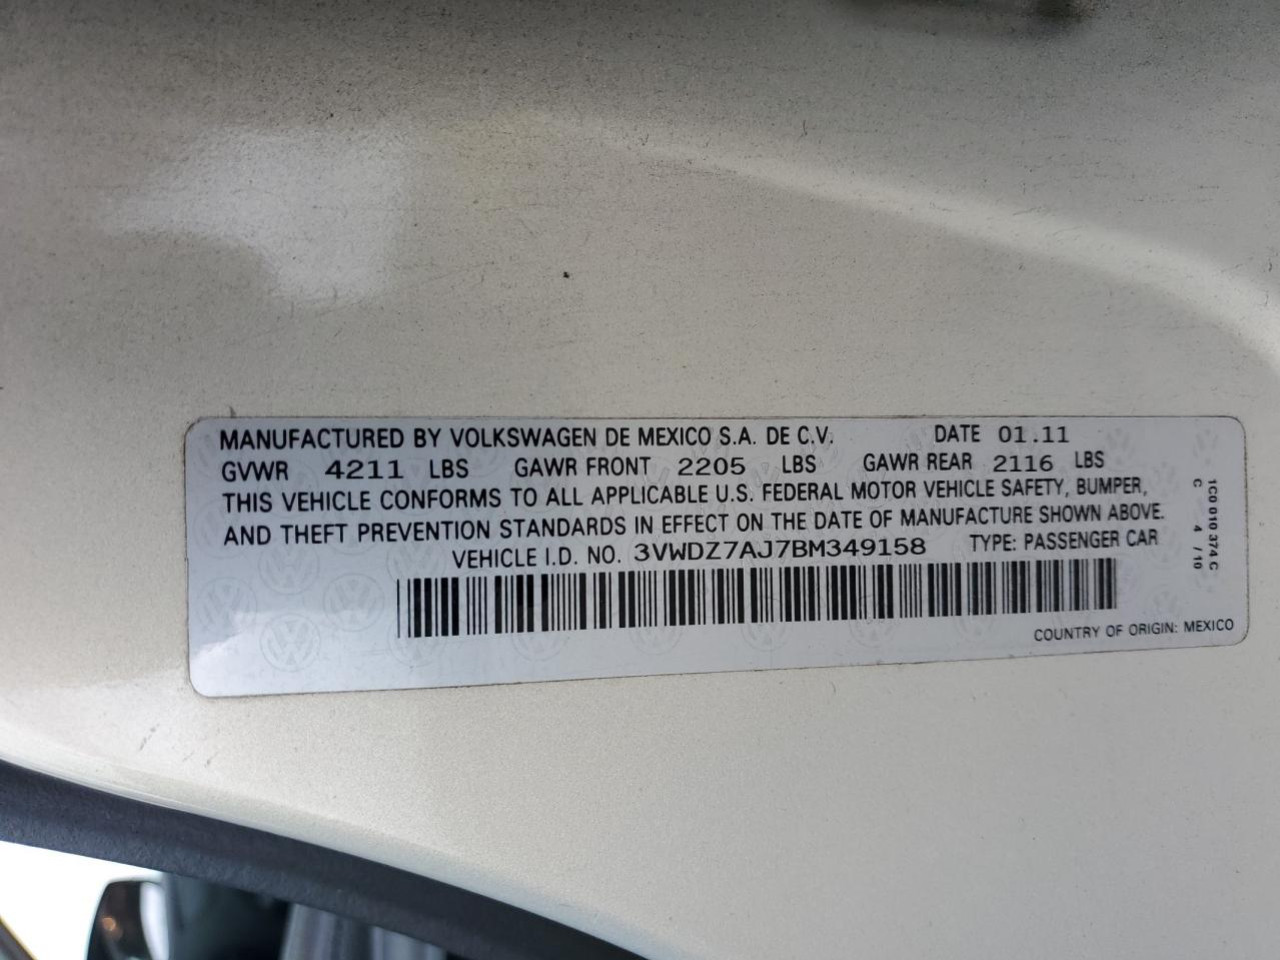 MANUFACTURED BY VOLKSWAGEN DE MEXICO S.A. DE C.V. DATE 01.11
GVWR 4211 LBS GAWR FRONT 2205 LBS GAWR REAR 2116 LBS
THIS VEHICLE CONFORMS TO ALL APPLICABLE U.S. FEDERAL MOTOR VEHICLE SAFETY, BUMPER,
AND THEFT PREVENTION STANDARDS IN EFFECT ON THE DATE OF MANUFACTURE SHOWN ABOVE.
VEHICLE I.D. NO. 3VWDZ7AJ7BM349158 TYPE: PASSENGER CAR
COUNTRY OF ORIGIN: MEXICO
1C0 010 374 C
C 4 /10